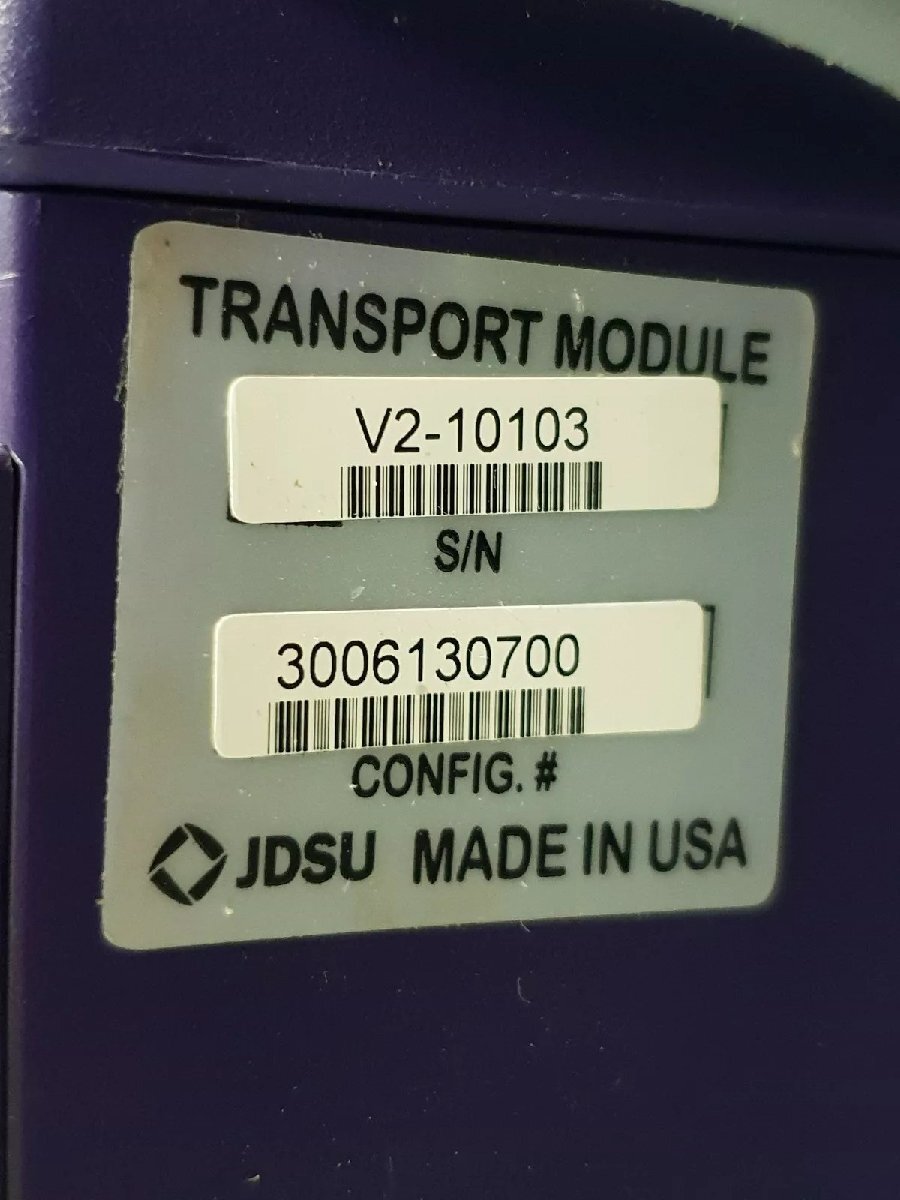 TRANSPORT MODULE
V2-10103
S/N
3006130700
CONFIG. #
JDSU MADE IN USA